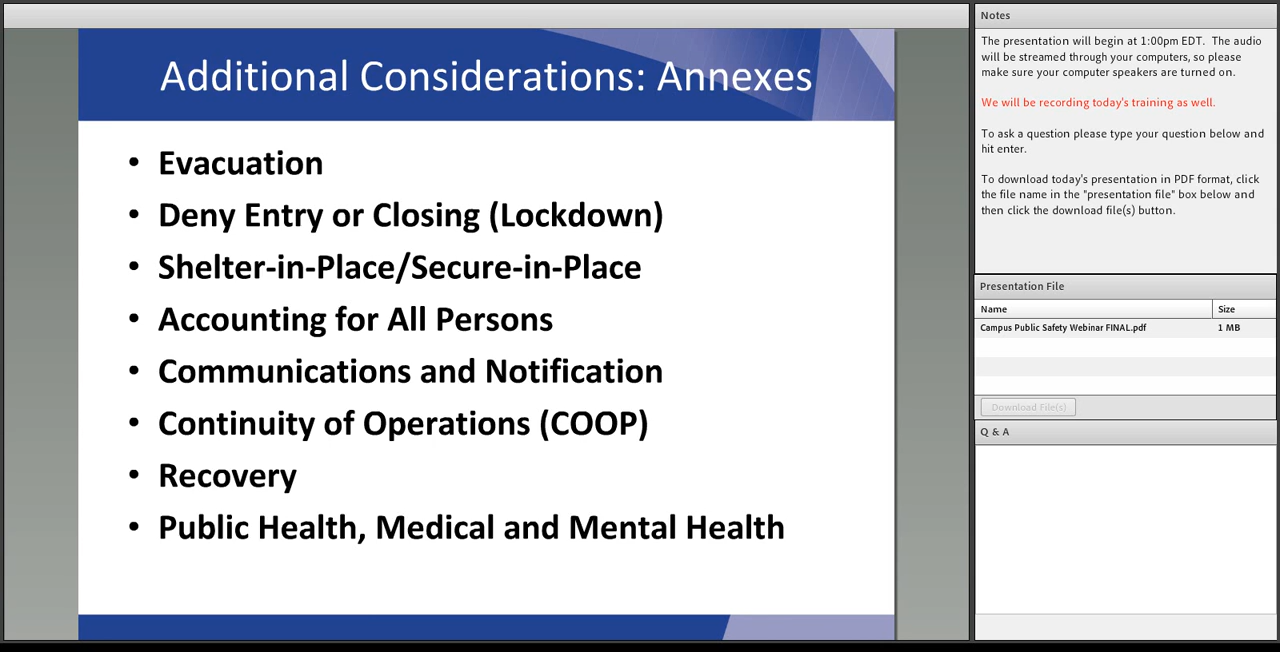 Additional Considerations: Annexes
• Evacuation
• Deny Entry or Closing (Lockdown)
• Shelter-in-Place/Secure-in-Place
• Accounting for All Persons
• Communications and Notification
• Continuity of Operations (COOP)
• Recovery
• Public Health, Medical and Mental Health
Notes
The presentation will begin at 1:00pm EDT. The audio
will be streamed through your computers, so please
make sure your computer speakers are turned on.
We will be recording today's training as well.
To ask a question please type your question below and
hit enter.
To download today's presentation in PDF format, click
the file name in the "presentation file" box below and
then click the download file(s) button.
Presentation File
Name Size
Campus Public Safety Webinar FINAL.pdf 1 MB
Download File(s)
Q & A